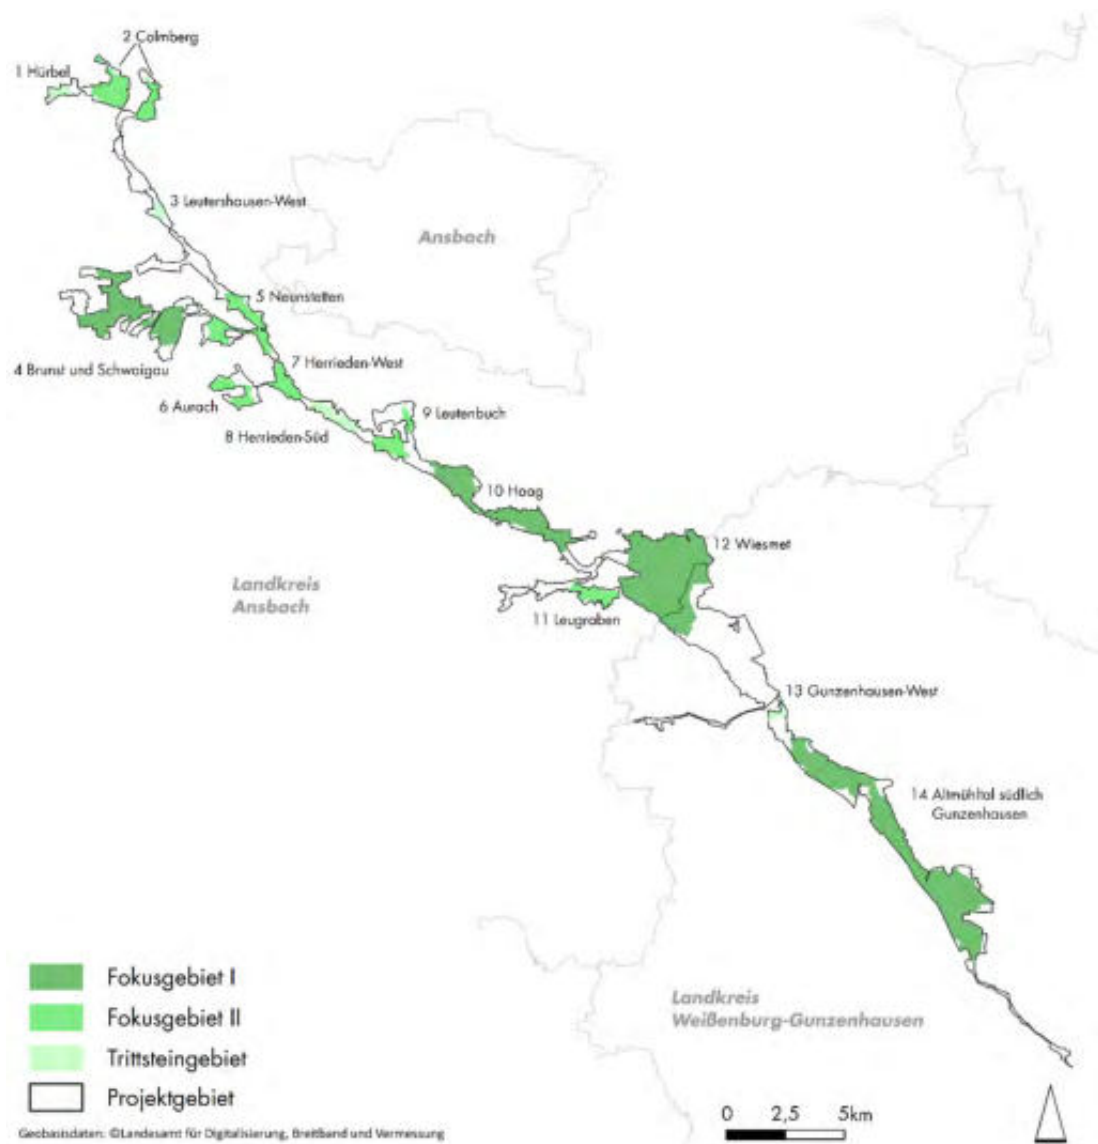 2 Colmberg
1 Hürbel
3 Leutershausen-West
Ansbach
5 Neunstetten
4 Brunst und Schwaigau
7 Herrieden-West
6 Aurach
9 Leutenbuch
8 Herrieden-Süd
10 Haag
12 Wiesmet
Landkreis
Ansbach
11 Leugraben
13 Gunzenhausen-West
14 Altmühltal südlich
Gunzenhausen
Fokusgebiet I
Fokusgebiet II
Trittsteingebiet
Projektgebiet
Landkreis
Weißenburg-Gunzenhausen
0 2,5 5km
Geobasisdaten: ©Landesamt für Digitalisierung, Breitband und Vermessung